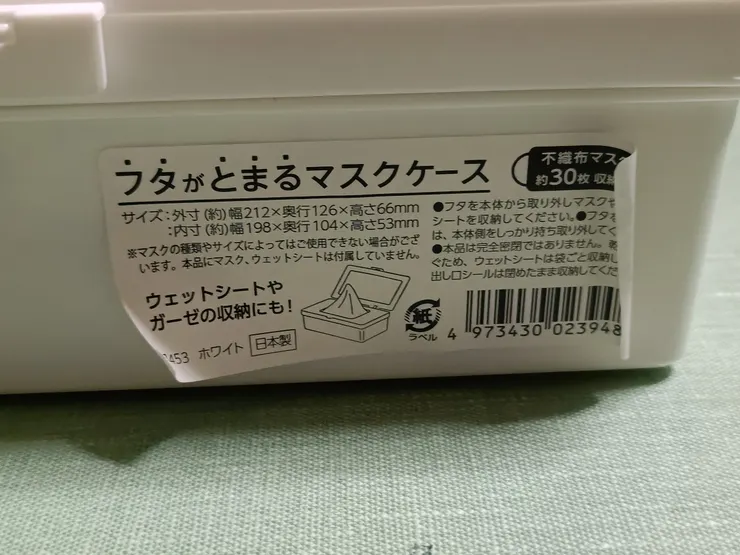 フタがとまるマスクケース
不織布マスク
約30枚 収納
サイズ：外寸（約）幅212×奥行126×高さ66mm
：内寸（約）幅198×奥行104×高さ53mm
※マスクの種類やサイズによってはご使用できない場合がござ
います。本品にマスク、ウェットシートは付属していません。
●フタを本体から取り外しマスクや
シートを収納してください。●フタを
は、本体側をしっかり持ち取り外して
●本品は完全密閉ではありません。
ぐため、ウェットシートは袋ごと収納し
出し口シールは閉めたまま収納してくだ
ウェットシートや
ガーゼの収納にも！
紙
ラベル
4 973430 023948
453 ホワイト 日本製